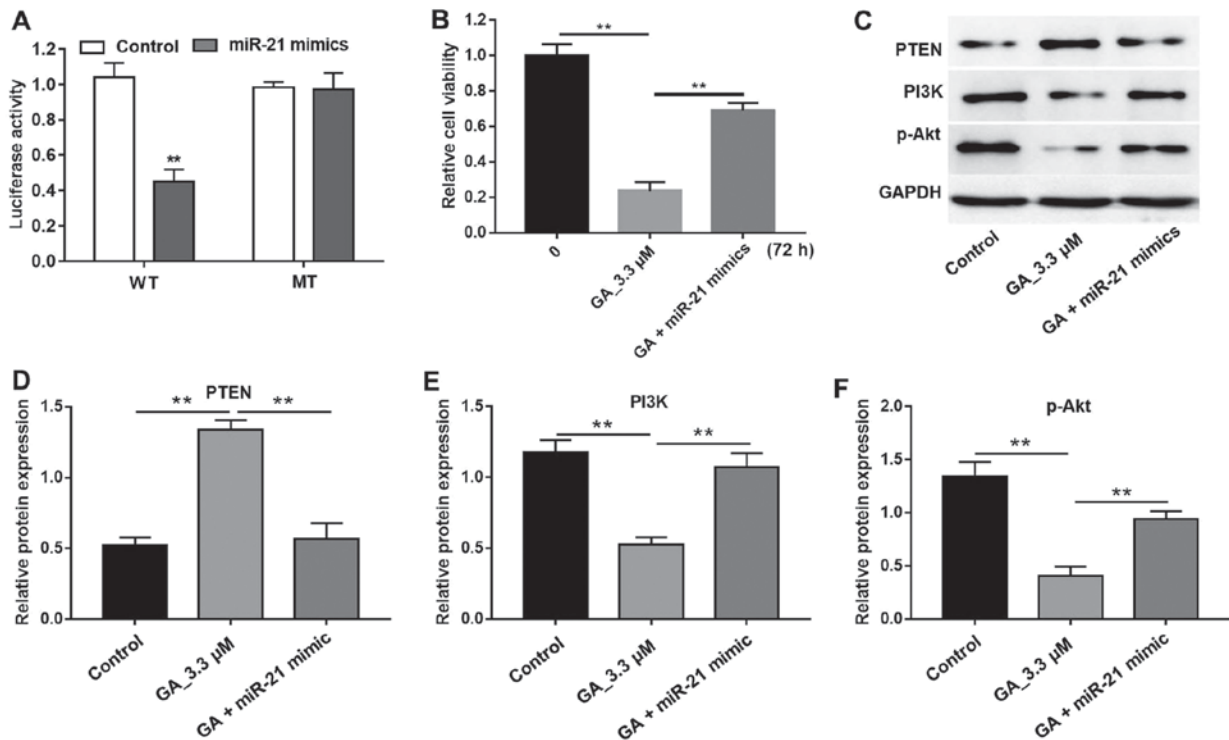 A
Control
miR-21 mimics
Luciferase activity
1.2
1.0
0.8
0.6
0.4
0.2
0.0
**
WT
MT
B
Relative cell viability
1.2
1.0
0.8
0.6
0.4
0.2
0.0
**
**
0
GA_3.3 µM
GA + miR-21 mimics
(72 h)
C
PTEN
PI3K
p-Akt
GAPDH
Control
GA_3.3 µM
GA + miR-21 mimics
D
PTEN
Relative protein expression
1.5
1.0
0.5
0.0
**
**
Control
GA_3.3 µM
GA + miR-21 mimic
E
PI3K
Relative protein expression
1.5
1.0
0.5
0.0
**
**
Control
GA_3.3 µM
GA + miR-21 mimic
F
p-Akt
Relative protein expression
2.0
1.5
1.0
0.5
0.0
**
**
Control
GA_3.3 µM
GA + miR-21 mimic